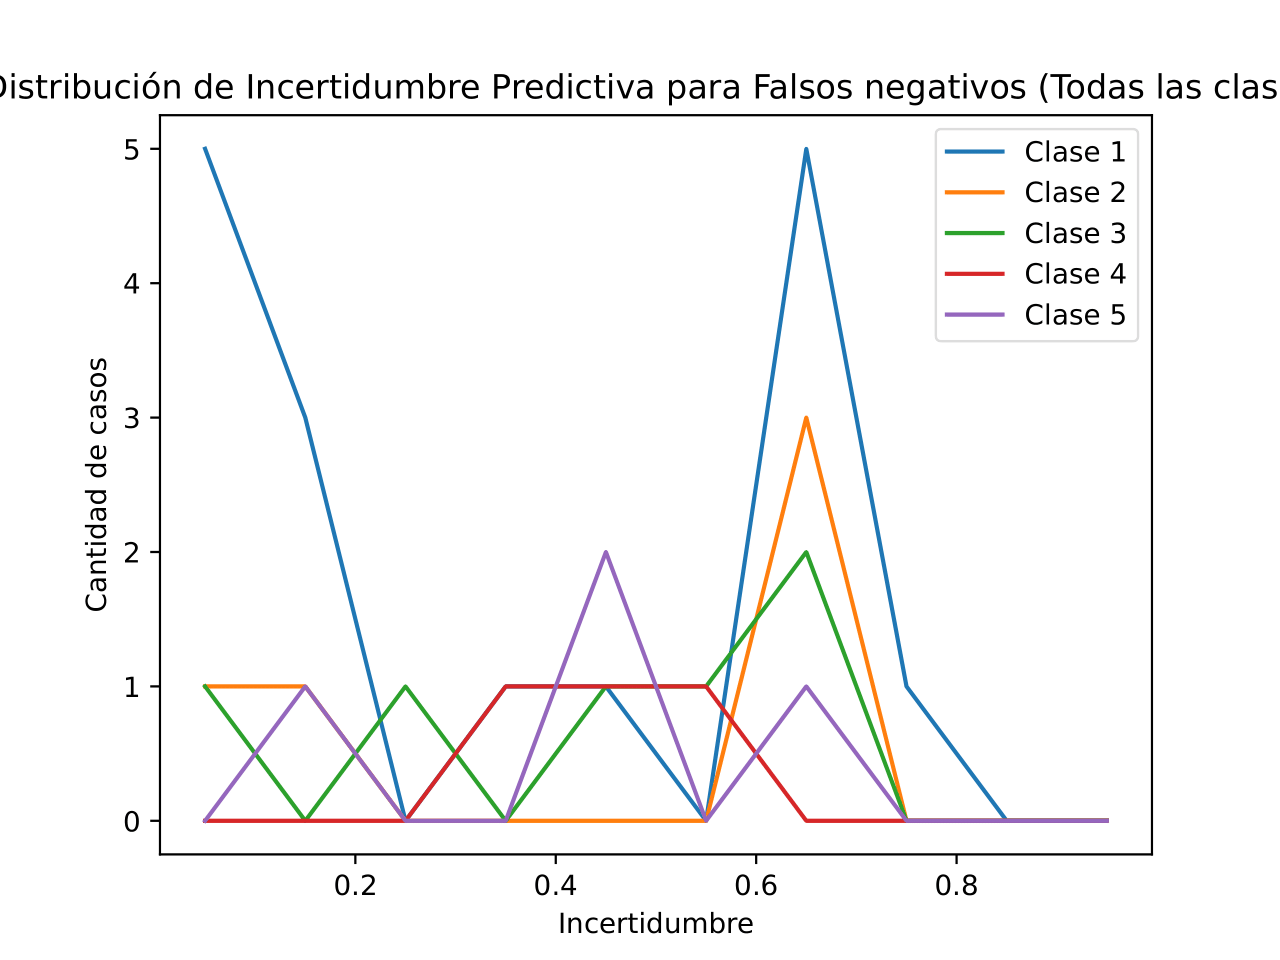 Distribución de Incertidumbre Predictiva para Falsos negativos (Todas las clas
Clase 1
Clase 2
Clase 3
Clase 4
Clase 5
5
4
3
2
1
0
Cantidad de casos
0.2 0.4 0.6 0.8
Incertidumbre